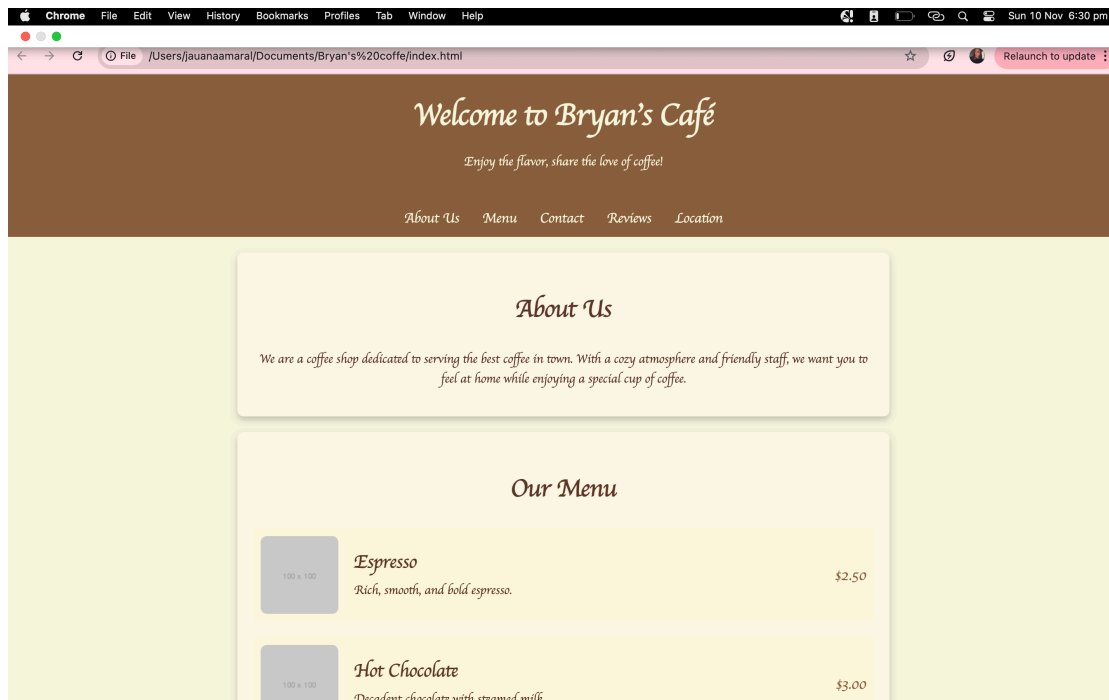 Chrome File Edit View History Bookmarks Profiles Tab Window Help Sun 10 Nov 6:30 pm
File /Users/jauanaamaral/Documents/Bryan's%20coffe/index.html Relaunch to update
Welcome to Bryan's Café
Enjoy the flavor, share the love of coffee!
About Us Menu Contact Reviews Location
About Us
We are a coffee shop dedicated to serving the best coffee in town. With a cozy atmosphere and friendly staff, we want you to
feel at home while enjoying a special cup of coffee.
Our Menu
Espresso
100 x 100
$2.50
Rich, smooth, and bold espresso.
Hot Chocolate
100 x 100
$3.00
Decadent chocolate with steamed milk